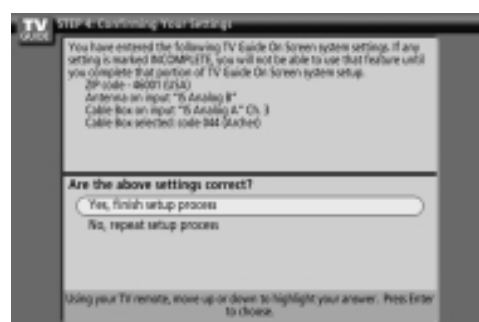 TV
GUIDE
STEP 4: Confirming Your Settings
You have entered the following TV Guide On Screen system settings. If any
setting is marked INCOMPLETE, you will not be able to use that feature until
you complete that portion of TV Guide On Screen system setup.
ZIP code - 46001 (USA)
Antenna on input "15 Analog B"
Cable Box on input "15 Analog A" Ch. 3
Cable Box selected: code 044 (Archer)
Are the above settings correct?
Yes, finish setup process
No, repeat setup process
Using your TV remote, move up or down to highlight your answer. Press Enter
to choose.